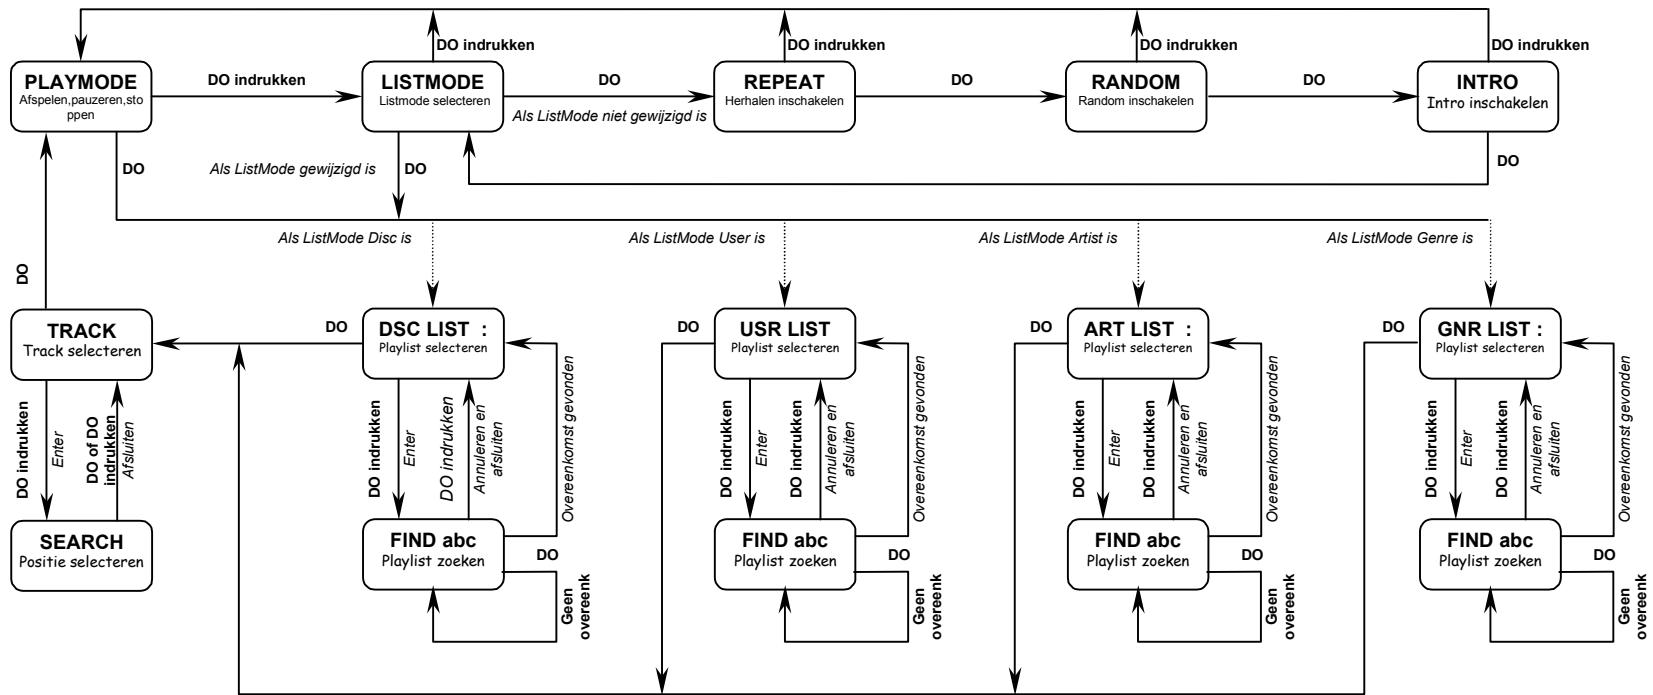 DO indrukken
DO indrukken
DO indrukken
DO indrukken
PLAYMODE
Afspelen,pauzeren,sto
ppen
DO indrukken
LISTMODE
Listmode selecteren
DO
Als ListMode niet gewijzigd is
REPEAT
Herhalen inschakelen
DO
RANDOM
Random inschakelen
DO
INTRO
Intro inschakelen
DO
Als ListMode gewijzigd is
DO
DO
Als ListMode Disc is
Als ListMode User is
Als ListMode Artist is
Als ListMode Genre is
DO
TRACK
Track selecteren
DO
DSC LIST :
Playlist selecteren
DO
USR LIST
Playlist selecteren
DO
ART LIST :
Playlist selecteren
DO
GNR LIST :
Playlist selecteren
DO indrukken
Enter
DO of DO
indrukken
Afsluiten
DO indrukken
Enter
DO indrukken
Annuleren en
afsluiten
Overeenkomst gevonden
DO indrukken
Enter
DO indrukken
Annuleren en
afsluiten
Overeenkomst gevonden
DO indrukken
Enter
DO indrukken
Annuleren en
afsluiten
Overeenkomst gevonden
DO indrukken
Enter
DO indrukken
Annuleren en
afsluiten
Overeenkomst gevonden
SEARCH
Positie selecteren
FIND abc
Playlist zoeken
DO
Geen
overeenk
FIND abc
Playlist zoeken
DO
Geen
overeenk
FIND abc
Playlist zoeken
DO
Geen
overeenk
FIND abc
Playlist zoeken
DO
Geen
overeenk